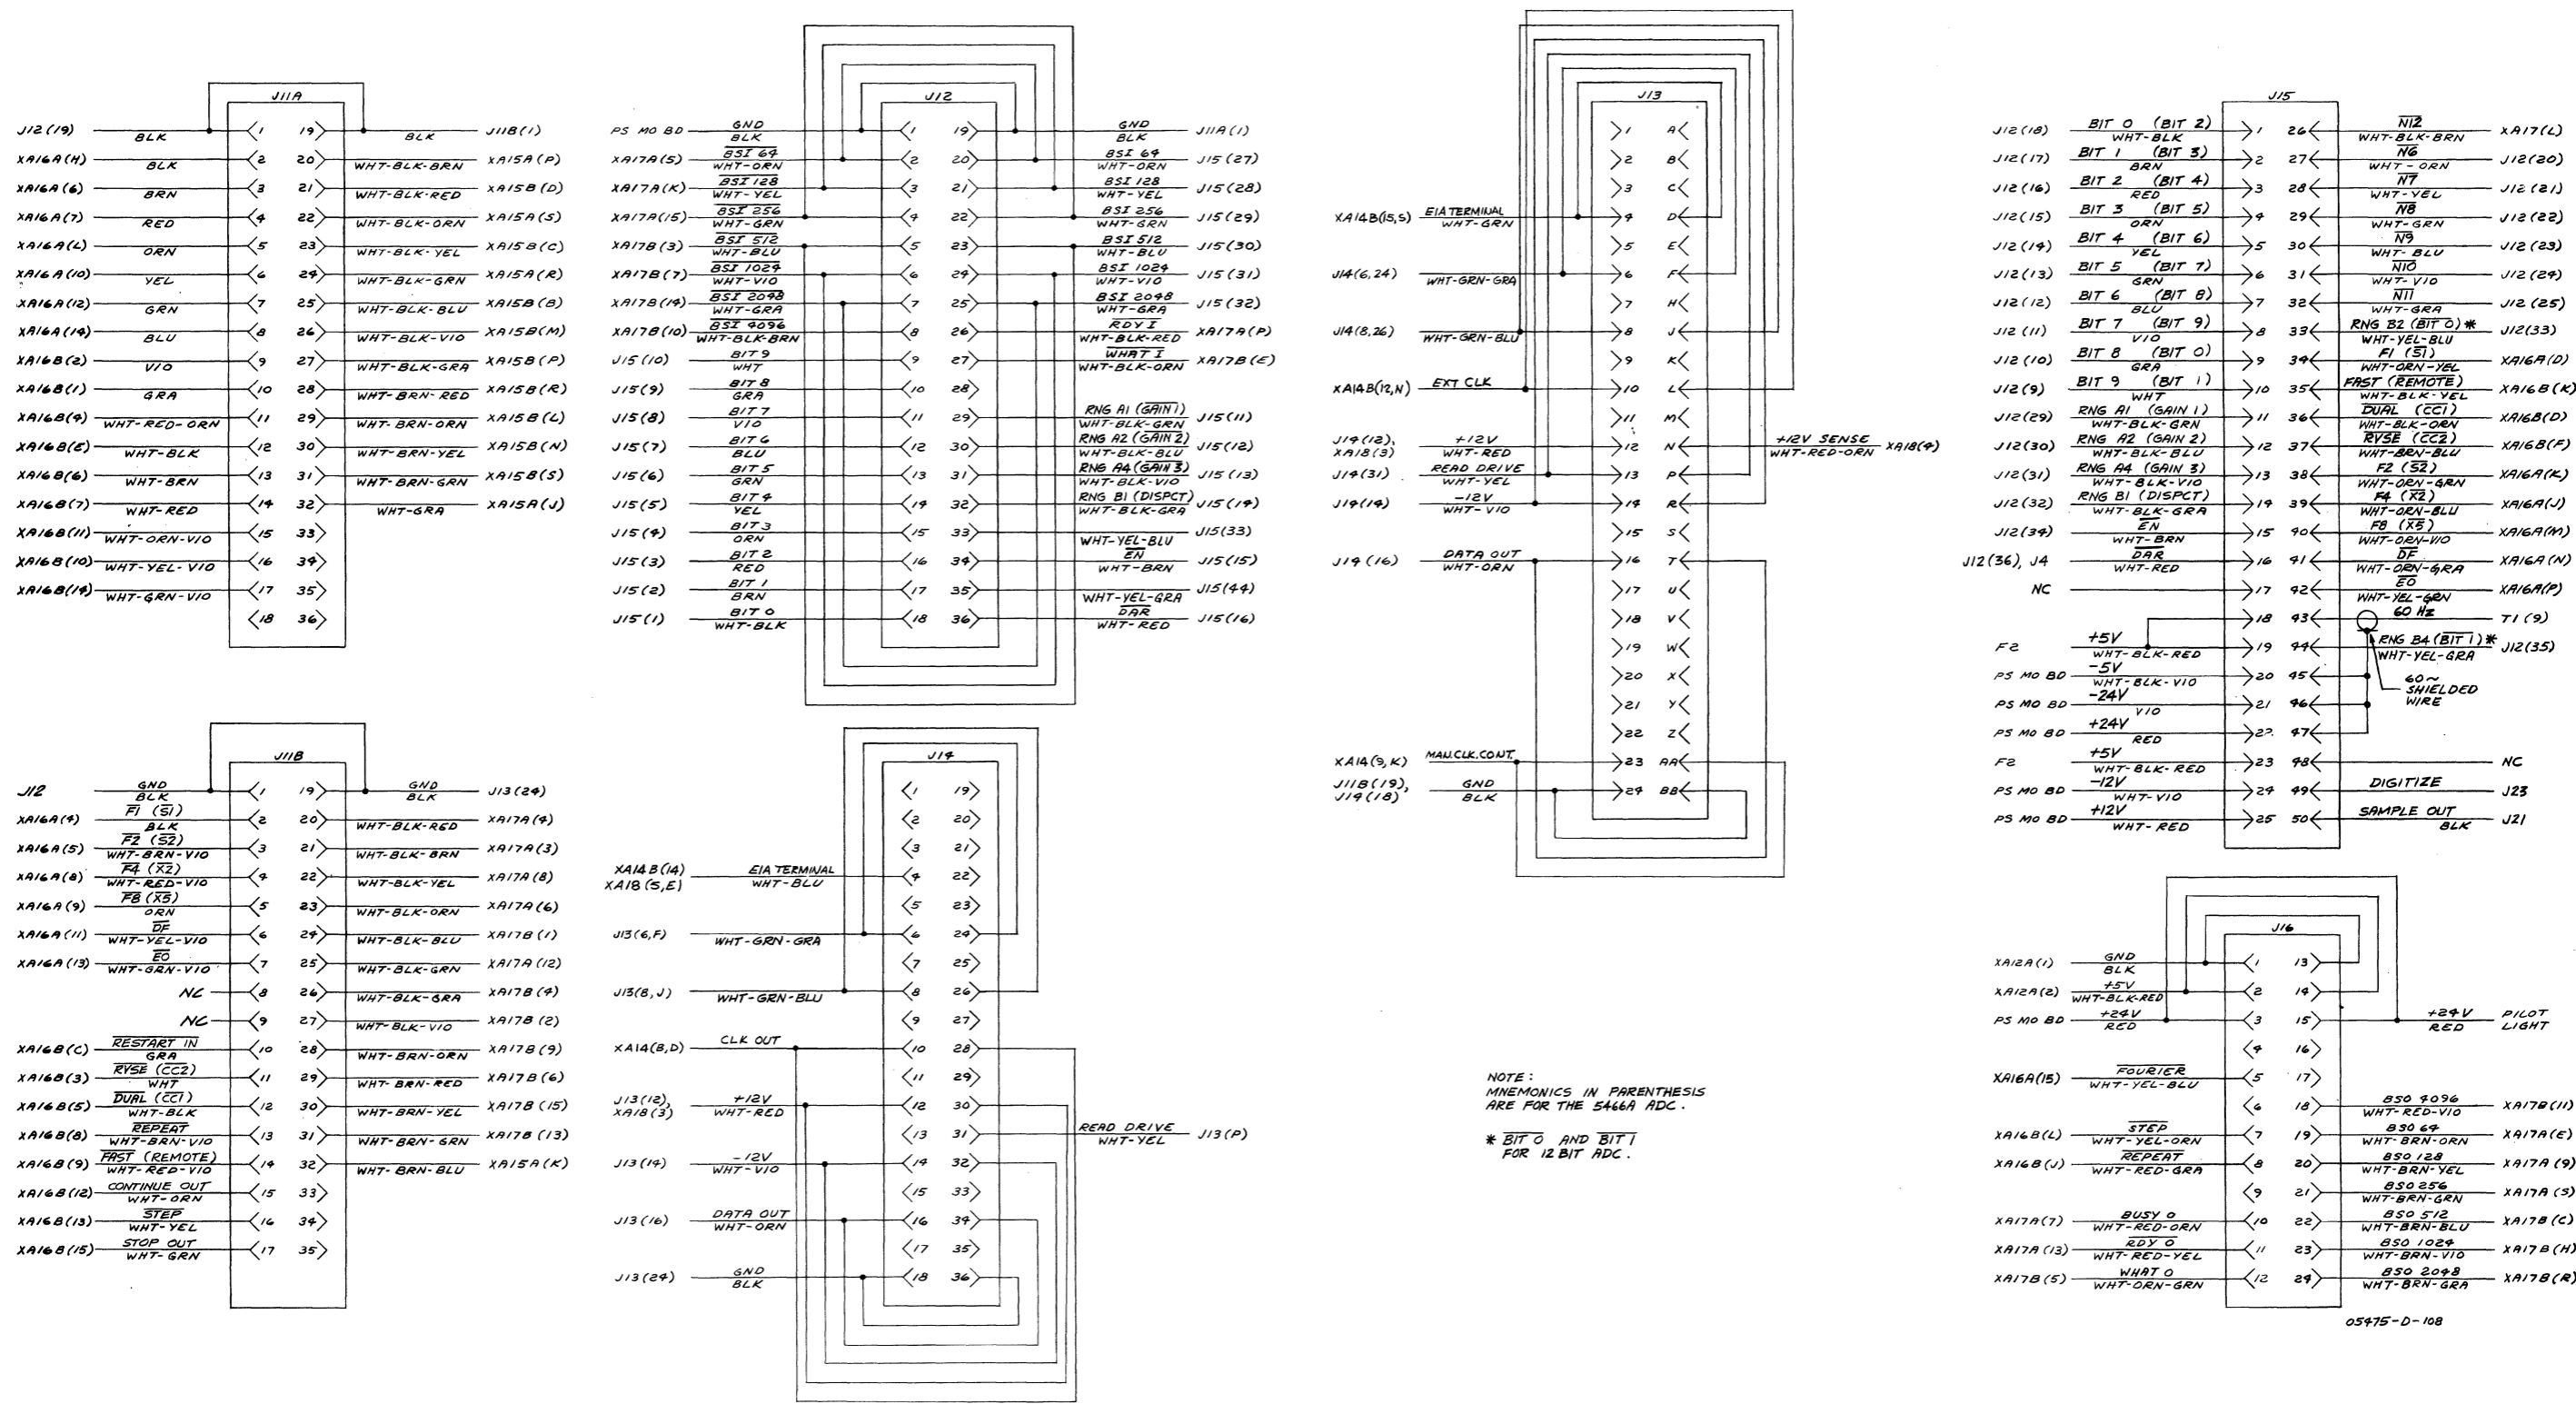 J11A
J12(19) BLK 1 19 BLK J11B(1)
XA16A(H) BLK 2 20 WHT-BLK-BRN XA15A(P)
XA16A(6) BRN 3 21 WHT-BLK-RED XA15B(D)
XA16A(7) RED 4 22 WHT-BLK-ORN XA15A(S)
XA16A(L) ORN 5 23 WHT-BLK-YEL XA15B(C)
XA16A(10) YEL 6 24 WHT-BLK-GRN XA15A(R)
XA16A(12) GRN 7 25 WHT-BLK-BLU XA15B(B)
XA16A(14) BLU 8 26 WHT-BLK-VIO XA15B(M)
XA16B(2) VIO 9 27 WHT-BLK-GRA XA15B(P)
XA16B(1) GRA 10 28 WHT-BRN-RED XA15B(R)
XA16B(4) WHT-RED-ORN 11 29 WHT-BRN-ORN XA15B(L)
XA16B(E) WHT-BLK 12 30 WHT-BRN-YEL XA15B(N)
XA16B(6) WHT-BRN 13 31 WHT-BRN-GRN XA15B(S)
XA16B(7) WHT-RED 14 32 WHT-GRA XA15A(J)
XA16B(11) WHT-ORN-VIO 15 33
XA16B(10) WHT-YEL-VIO 16 34
XA16B(14) WHT-GRN-VIO 17 35
18 36
J11B
J12 GND BLK 1 19 GND BLK J13(24)
XA16A(4) F1 (S1) BLK 2 20 WHT-BLK-RED XA17A(4)
XA16A(5) F2 (S2) WHT-BRN-VIO 3 21 WHT-BLK-BRN XA17A(3)
XA16A(8) F4 (X2) WHT-RED-VIO 4 22 WHT-BLK-YEL XA17A(8)
XA16A(9) F8 (X5) ORN 5 23 WHT-BLK-ORN XA17A(6)
XA16A(11) DF WHT-YEL-VIO 6 24 WHT-BLK-BLU XA17B(1)
XA16A(13) EO WHT-GRN-VIO 7 25 WHT-BLK-GRN XA17A(12)
NC 8 26 WHT-BLK-GRA XA17B(4)
NC 9 27 WHT-BLK-VIO XA17B(2)
XA16B(C) RESTART IN GRA 10 28 WHT-BRN-ORN XA17B(9)
XA16B(3) RVSE (CC2) WHT 11 29 WHT-BRN-RED XA17B(6)
XA16B(5) DUAL (CC1) WHT-BLK 12 30 WHT-BRN-YEL XA17B(15)
XA16B(8) REPEAT WHT-BRN-VIO 13 31 WHT-BRN-GRN XA17B(13)
XA16B(9) FAST (REMOTE) WHT-RED-VIO 14 32 WHT-BRN-BLU XA15A(K)
XA16B(12) CONTINUE OUT WHT-ORN 15 33
XA16B(13) STEP WHT-YEL 16 34
XA16B(15) STOP OUT WHT-GRN 17 35
J12
PS MO BD GND BLK 1 19 GND BLK J11A(1)
XA17A(5) BSI 64 WHT-ORN 2 20 BSI 64 WHT-ORN J15(27)
XA17A(K) BSI 128 WHT-YEL 3 21 BSI 128 WHT-YEL J15(28)
XA17A(15) BSI 256 WHT-GRN 4 22 BSI 256 WHT-GRN J15(29)
XA17B(3) BSI 512 WHT-BLU 5 23 BSI 512 WHT-BLU J15(30)
XA17B(7) BSI 1024 WHT-VIO 6 24 BSI 1024 WHT-VIO J15(31)
XA17B(14) BSI 2048 WHT-GRA 7 25 BSI 2048 WHT-GRA J15(32)
XA17B(10) BSI 4096 WHT-BLK-BRN 8 26 RDY I WHT-BLK-RED XA17A(P)
J15(10) BIT 9 WHT 9 27 WHAT I WHT-BLK-ORN XA17B(E)
J15(9) BIT 8 GRA 10 28
J15(8) BIT 7 VIO 11 29 RNG A1 (GAIN 1) WHT-BLK-GRN J15(11)
J15(7) BIT 6 BLU 12 30 RNG A2 (GAIN 2) WHT-BLK-BLU J15(12)
J15(6) BIT 5 GRN 13 31 RNG A4 (GAIN 3) WHT-BLK-VIO J15(13)
J15(5) BIT 4 YEL 14 32 RNG B1 (DISPCT) WHT-BLK-GRA J15(14)
J15(4) BIT 3 ORN 15 33 WHT-YEL-BLU J15(33)
J15(3) BIT 2 RED 16 34 EN WHT-BRN J15(15)
J15(2) BIT 1 BRN 17 35 WHT-YEL-GRA J15(44)
J15(1) BIT 0 WHT-BLK 18 36 DAR WHT-RED J15(16)
J14
1 19
2 20
3 21
XA14B(14) XA18(5,E) EIA TERMINAL WHT-BLU 4 22
5 23
J13(6,F) WHT-GRN-GRA 6 24
7 25
J13(8,J) WHT-GRN-BLU 8 26
9 27
XA14(B,D) CLK OUT 10 28
11 29
J13(12), XA18(3) +12V WHT-RED 12 30
13 31 READ DRIVE WHT-YEL J13(P)
J13(14) -12V WHT-VIO 14 32
15 33
J13(16) DATA OUT WHT-ORN 16 34
17 35
J13(24) GND BLK 18 36
J13
1 A
2 B
3 C
XA14B(15,S) EIA TERMINAL WHT-GRN 4 D
5 E
J14(6,24) WHT-GRN-GRA 6 F
7 H
J14(8,26) WHT-GRN-BLU 8 J
9 K
XA14B(12,N) EXT CLK 10 L
11 M
J14(12), XA18(3) +12V WHT-RED 12 N +12V SENSE WHT-RED-ORN XA18(4)
J14(31) READ DRIVE WHT-YEL 13 P
J14(14) -12V WHT-VIO 14 R
15 S
J14(16) DATA OUT WHT-ORN 16 T
17 U
18 V
19 W
20 X
21 Y
22 Z
XA14(9,K) MAN.CLK.CONT. 23 AA
J11B(19), J14(18) GND BLK 24 BB
NOTE:
MNEMONICS IN PARENTHESIS
ARE FOR THE 5466A ADC.
* BIT 0 AND BIT 1
FOR 12 BIT ADC.
J15
J12(18) BIT 0 (BIT 2) WHT-BLK 1 26 N12 WHT-BLK-BRN XA17(L)
J12(17) BIT 1 (BIT 3) BRN 2 27 N6 WHT-ORN J12(20)
J12(16) BIT 2 (BIT 4) RED 3 28 N7 WHT-YEL J12(21)
J12(15) BIT 3 (BIT 5) ORN 4 29 N8 WHT-GRN J12(22)
J12(14) BIT 4 (BIT 6) YEL 5 30 N9 WHT-BLU J12(23)
J12(13) BIT 5 (BIT 7) GRN 6 31 N10 WHT-VIO J12(24)
J12(12) BIT 6 (BIT 8) BLU 7 32 N11 WHT-GRA J12(25)
J12(11) BIT 7 (BIT 9) VIO 8 33 RNG B2 (BIT 0)* WHT-YEL-BLU J12(33)
J12(10) BIT 8 (BIT 0) GRA 9 34 F1 (S1) WHT-ORN-YEL XA16A(D)
J12(9) BIT 9 (BIT 1) WHT 10 35 FAST (REMOTE) WHT-BLK-YEL XA16B(K)
J12(29) RNG A1 (GAIN 1) WHT-BLK-GRN 11 36 DUAL (CC1) WHT-BLK-ORN XA16B(D)
J12(30) RNG A2 (GAIN 2) WHT-BLK-BLU 12 37 RVSE (CC2) WHT-BRN-BLU XA16B(F)
J12(31) RNG A4 (GAIN 3) WHT-BLK-VIO 13 38 F2 (S2) WHT-ORN-GRN XA16A(K)
J12(32) RNG B1 (DISPCT) WHT-BLK-GRA 14 39 F4 (X2) WHT-ORN-BLU XA16A(J)
J12(34) EN WHT-BRN 15 40 F8 (X5) WHT-ORN-VIO XA16A(M)
J12(36), J4 DAR WHT-RED 16 41 DF WHT-ORN-GRA XA16A(N)
NC 17 42 EO WHT-YEL-GRN XA16A(P)
18 43 60 Hz T1(9)
F2 +5V WHT-BLK-RED 19 44 RNG B4 (BIT 1)* WHT-YEL-GRA J12(35)
PS MO BD -5V WHT-BLK-VIO 20 45
60~
SHIELDED
WIRE
PS MO BD -24V VIO 21 46
PS MO BD +24V RED 22 47
F2 +5V WHT-BLK-RED 23 48 NC
PS MO BD -12V WHT-VIO 24 49 DIGITIZE J23
PS MO BD +12V WHT-RED 25 50 SAMPLE OUT BLK J21
J16
XA12A(1) GND BLK 1 13
XA12A(2) +5V WHT-BLK-RED 2 14
PS MO BD +24V RED 3 15 +24V RED PILOT LIGHT
4 16
XA16A(15) FOURIER WHT-YEL-BLU 5 17
6 18 BSO 4096 WHT-RED-VIO XA17B(11)
XA16B(L) STEP WHT-YEL-ORN 7 19 BSO 64 WHT-BRN-ORN XA17A(E)
XA16B(J) REPEAT WHT-RED-GRA 8 20 BSO 128 WHT-BRN-YEL XA17A(9)
9 21 BSO 256 WHT-BRN-GRN XA17A(S)
XA17A(7) BUSY 0 WHT-RED-ORN 10 22 BSO 512 WHT-BRN-BLU XA17B(C)
XA17A(13) RDY 0 WHT-RED-YEL 11 23 BSO 1024 WHT-BRN-VIO XA17B(H)
XA17B(5) WHAT 0 WHT-ORN-GRN 12 24 BSO 2048 WHT-BRN-GRA XA17B(R)
05475-D-108